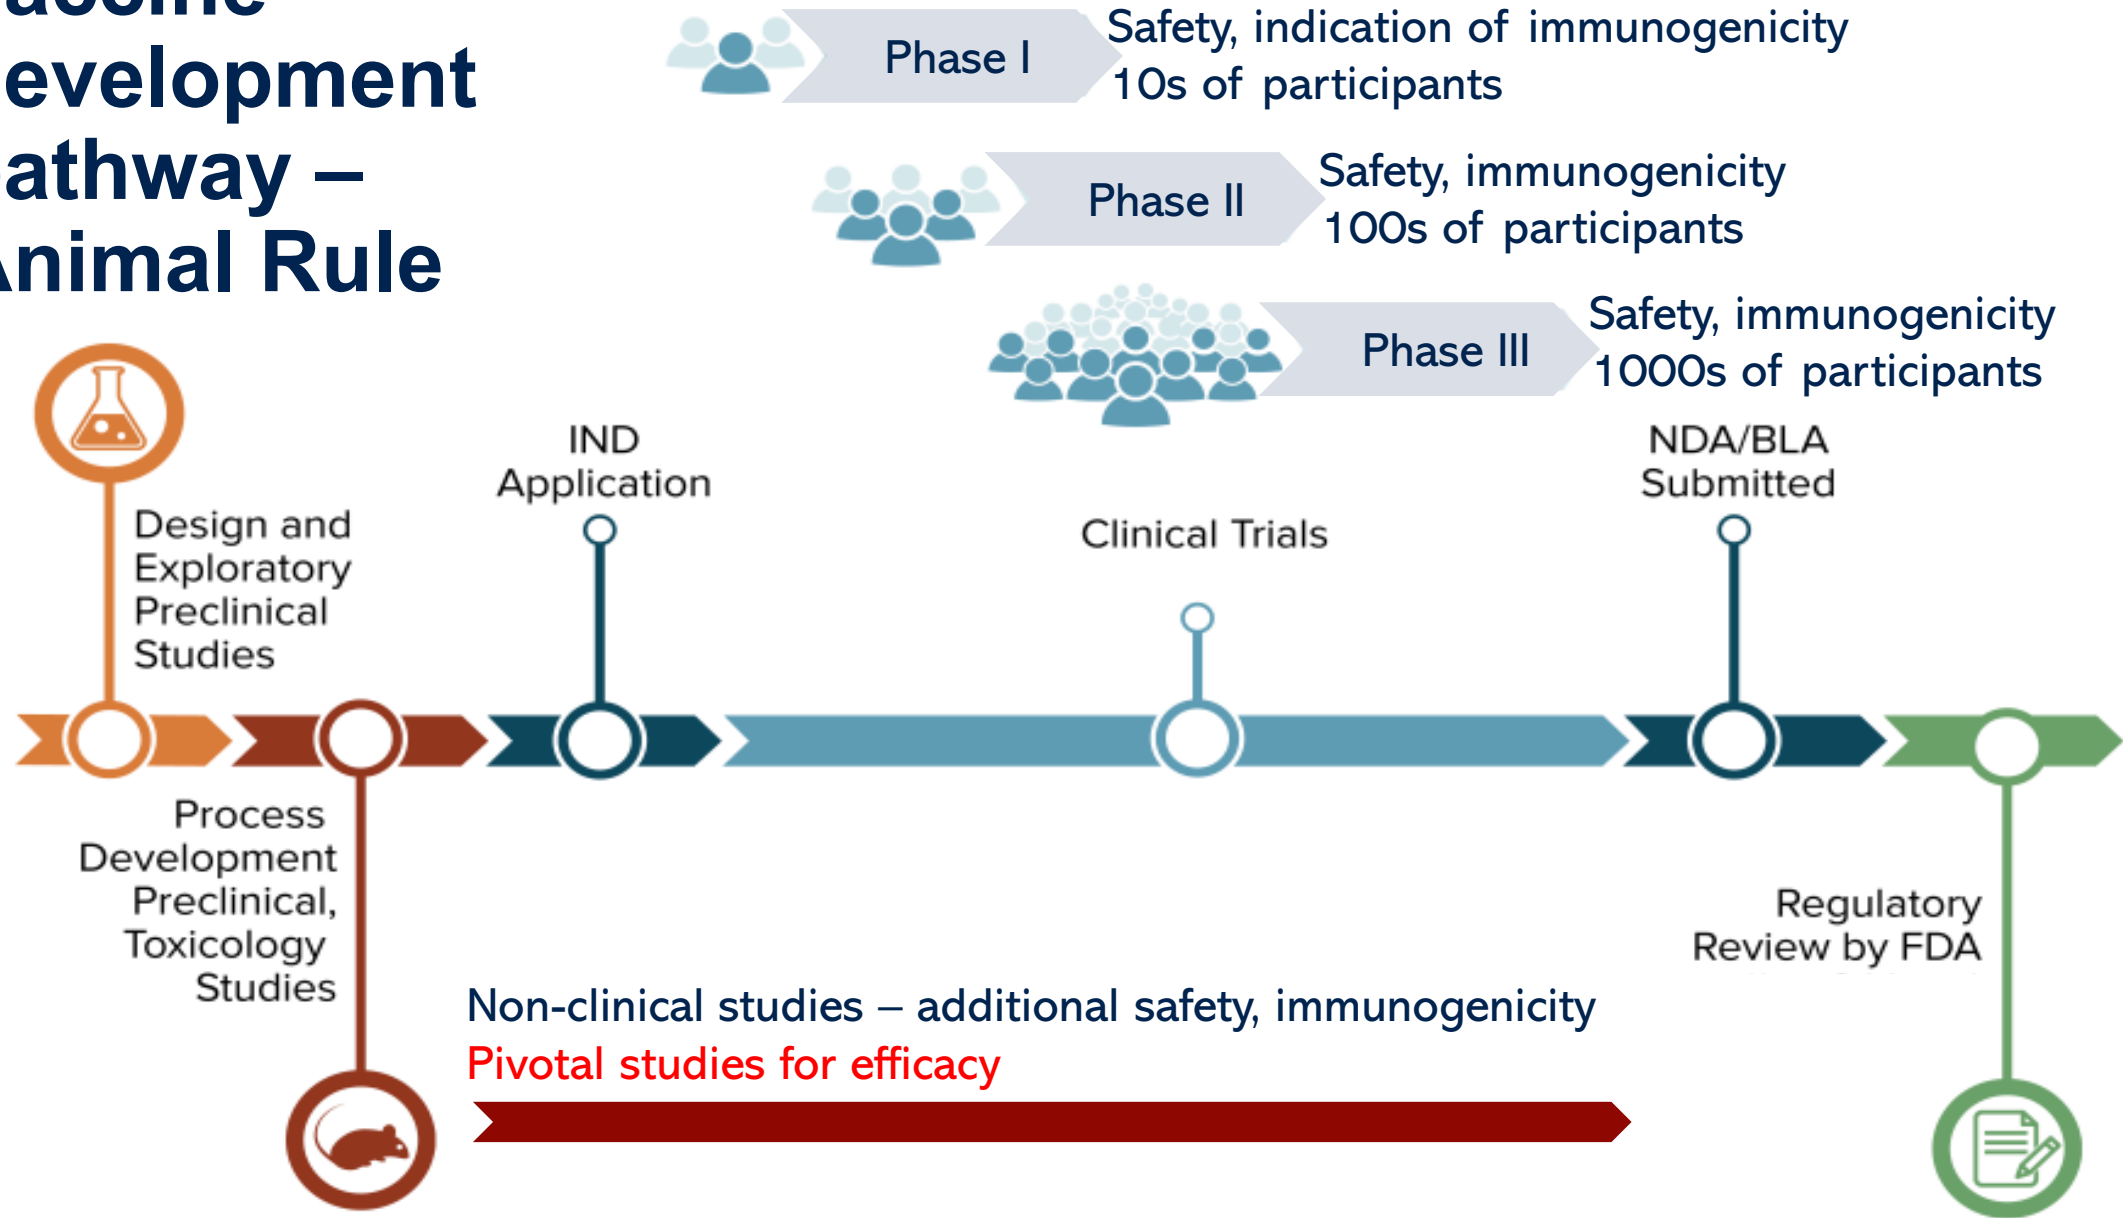 evelopment
athway –
Animal Rule
Phase I
Safety, indication of immunogenicity
10s of participants
Phase II
Safety, immunogenicity
100s of participants
Phase III
Safety, immunogenicity
1000s of participants
Design and
Exploratory
Preclinical
Studies
IND
Application
Clinical Trials
NDA/BLA
Submitted
Process
Development
Preclinical,
Toxicology
Studies
Regulatory
Review by FDA
Non-clinical studies – additional safety, immunogenicity
Pivotal studies for efficacy